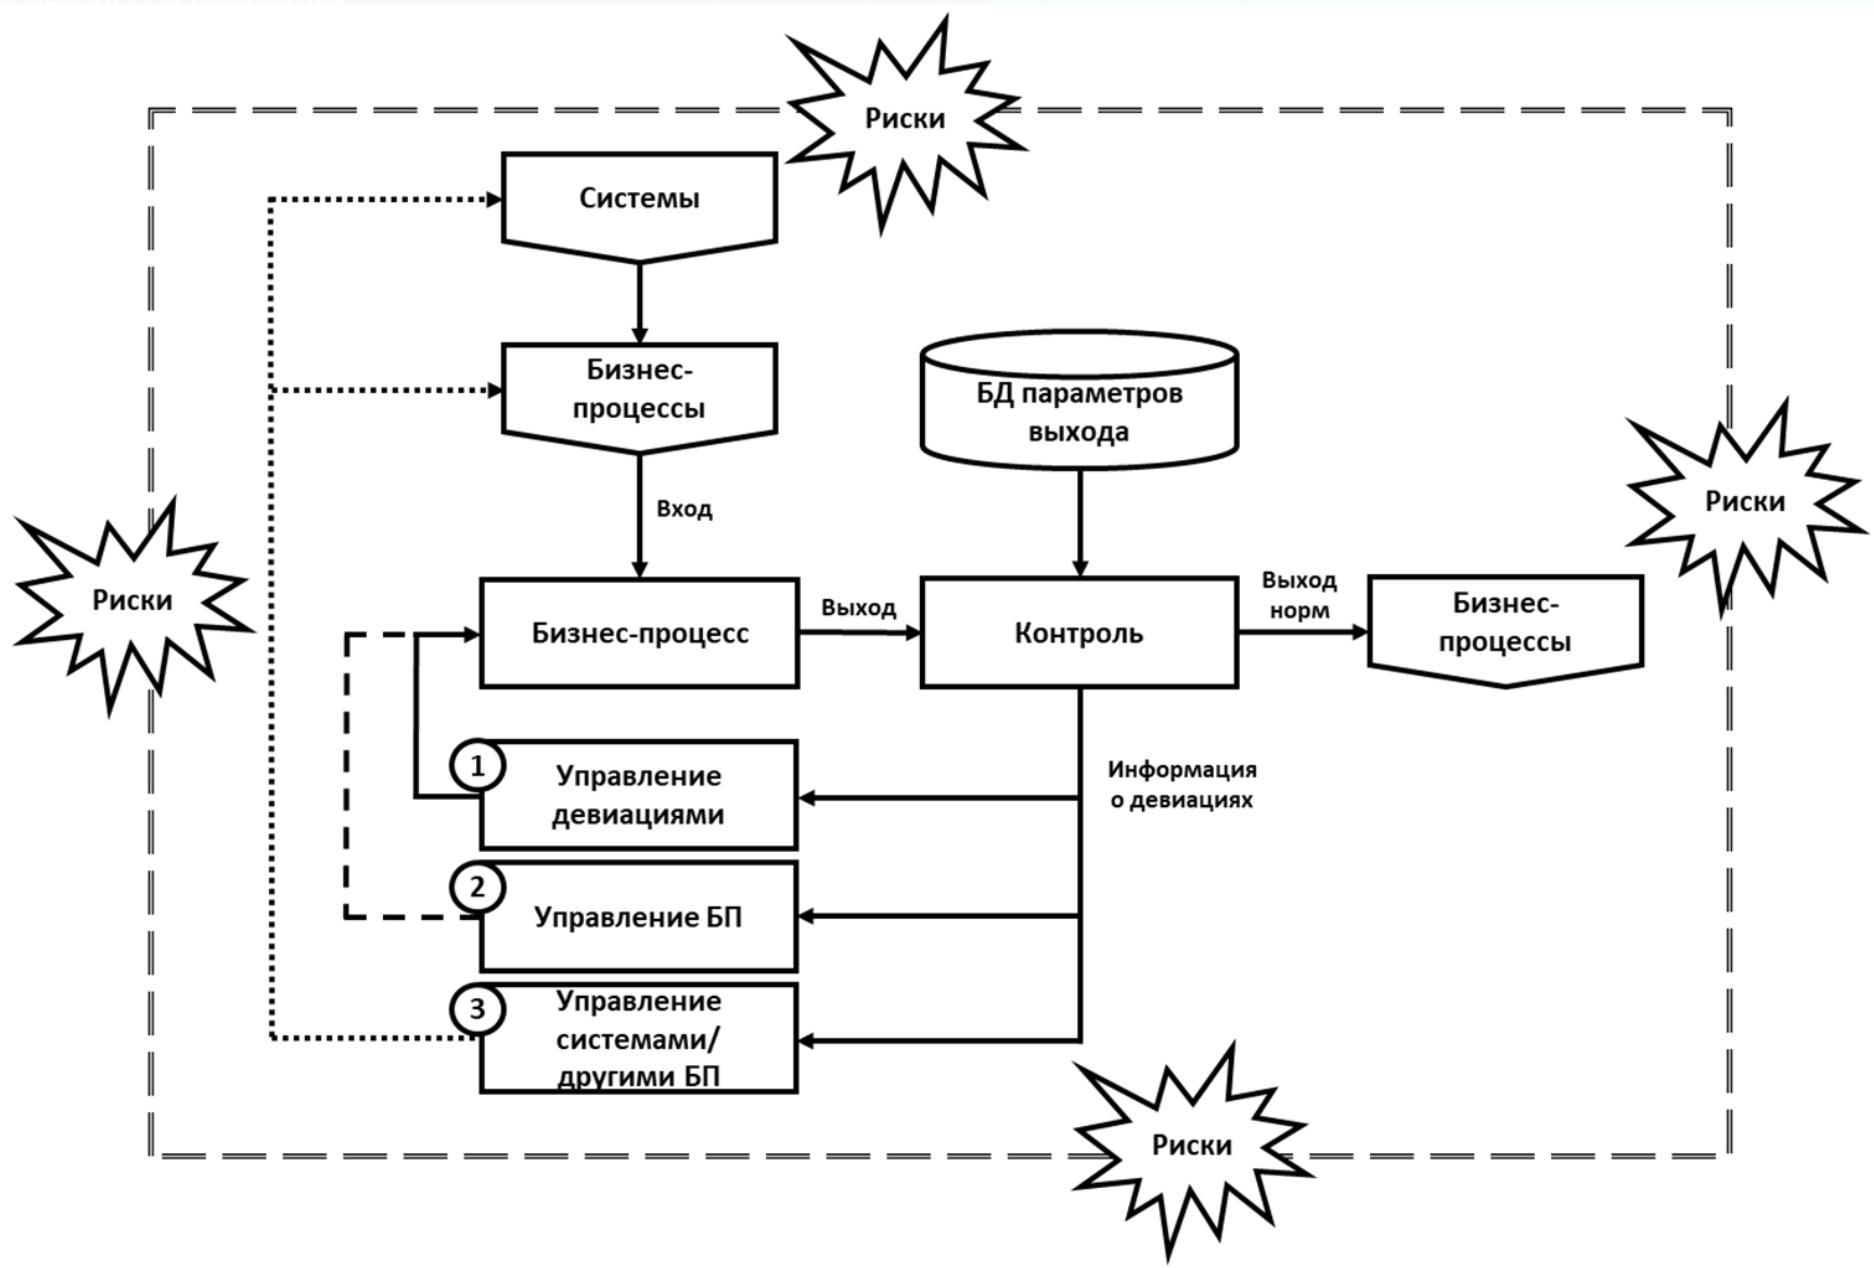 Риски
Системы
Бизнес-
процессы
БД параметров
выхода
Вход
Риски
Риски
Бизнес-процесс
Выход
Контроль
Выход
норм
Бизнес-
процессы
1
Управление
девиациями
Информация
о девиациях
2
Управление БП
3
Управление
системами/
другими БП
Риски